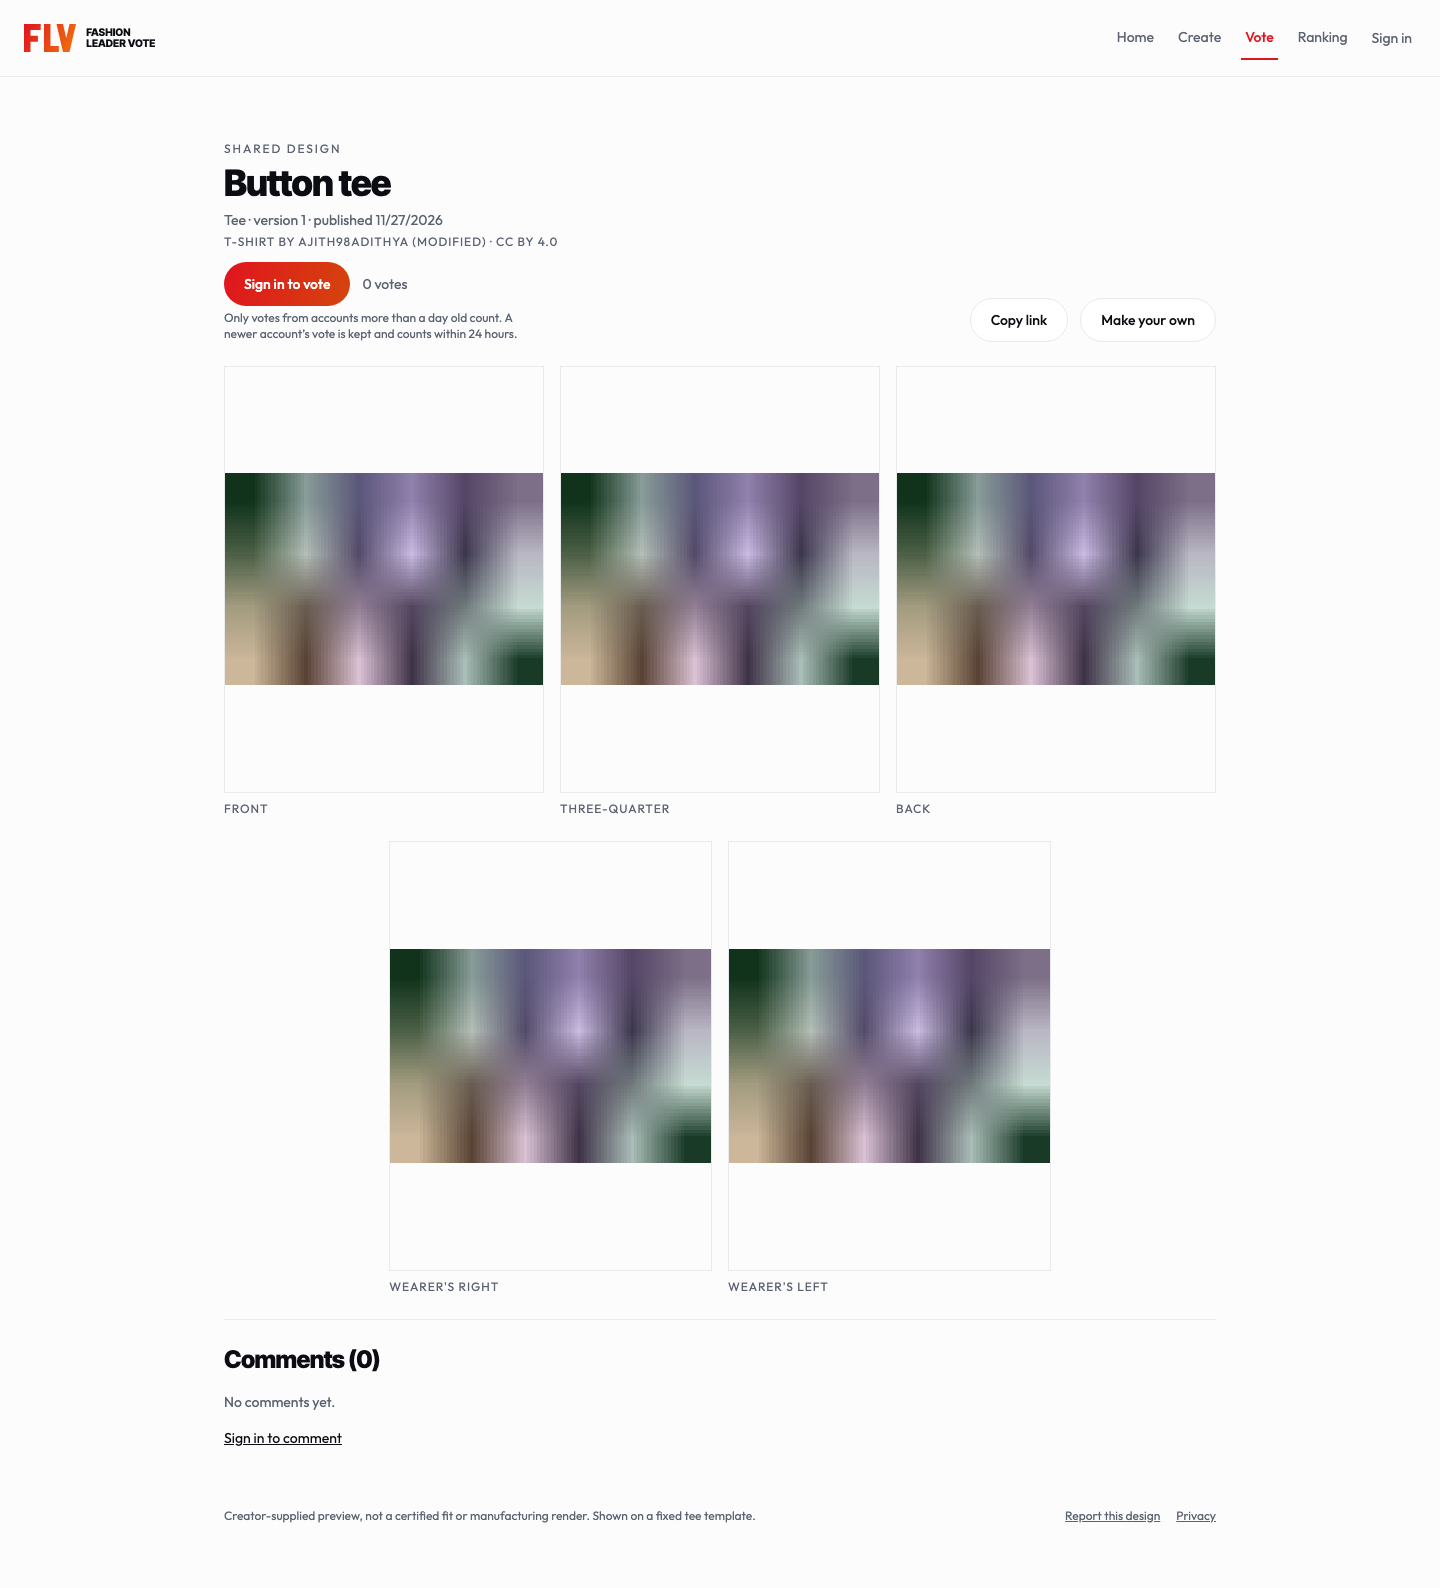 FLV FASHION
LEADER VOTE
Home Create Vote Ranking Sign in
SHARED DESIGN
Button tee
Tee · version 1 · published 11/27/2026
T-SHIRT BY AJITH98ADITHYA (MODIFIED) · CC BY 4.0
Sign in to vote 0 votes
Only votes from accounts more than a day old count. A
newer account's vote is kept and counts within 24 hours.
Copy link Make your own
FRONT THREE-QUARTER BACK
WEARER'S RIGHT WEARER'S LEFT
Comments (0)
No comments yet.
Sign in to comment
Creator-supplied preview, not a certified fit or manufacturing render. Shown on a fixed tee template. Report this design Privacy